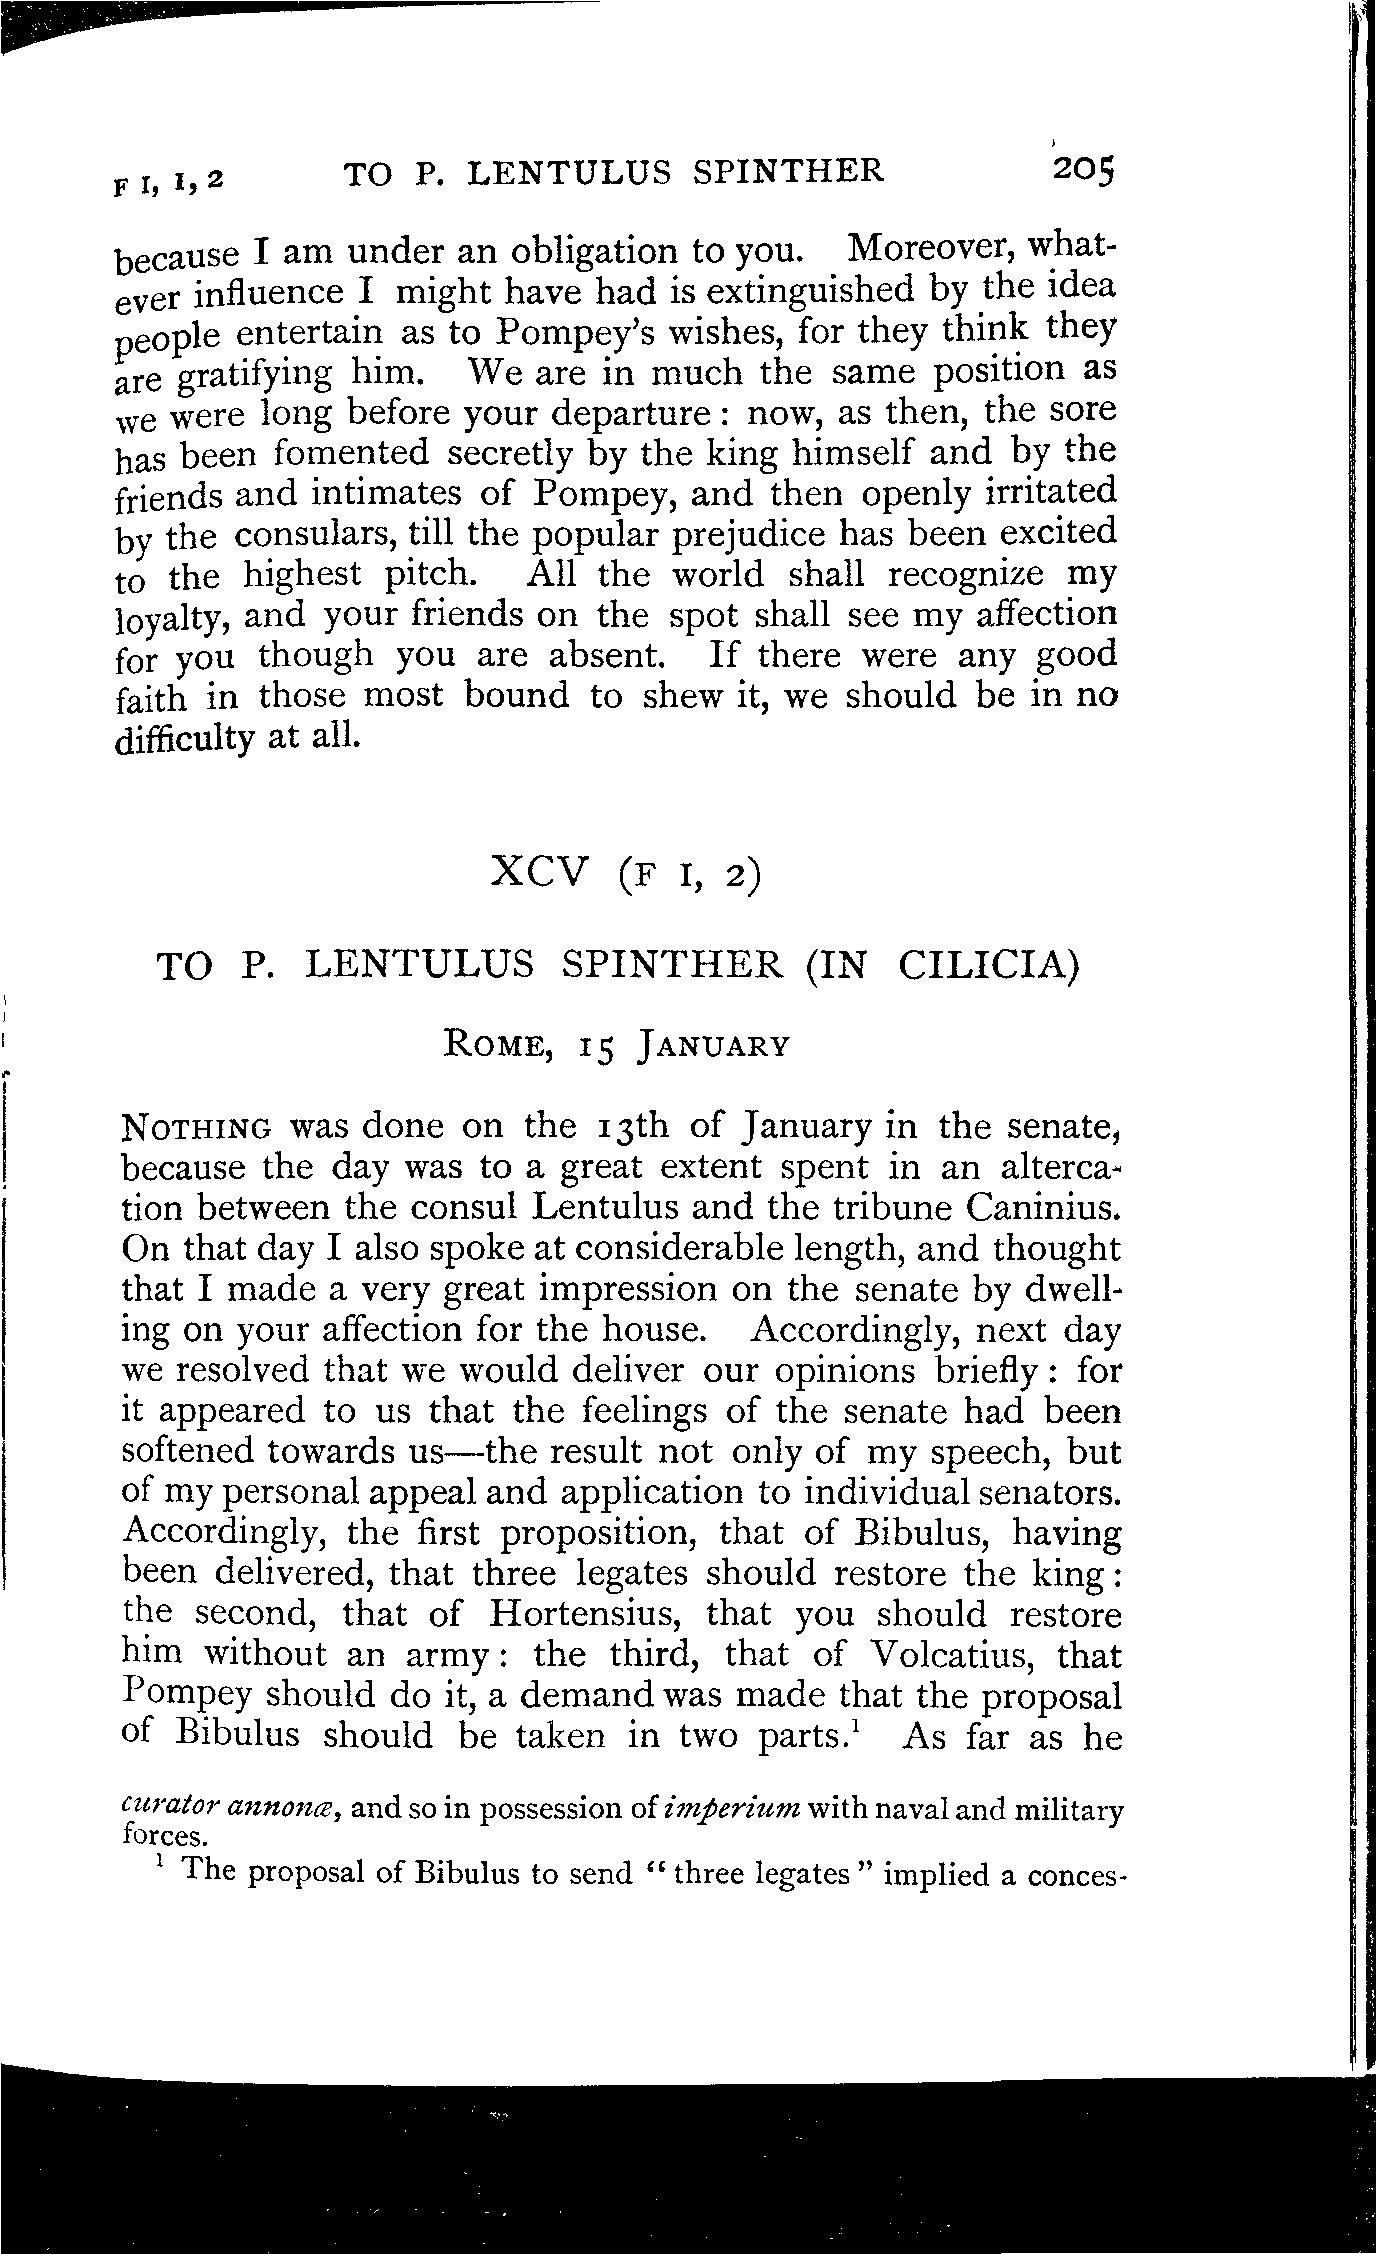 F I, 1, 2 TO P. LENTULUS SPINTHER 205
because I am under an obligation to you. Moreover, what-
ever influence I might have had is extinguished by the idea
people entertain as to Pompey's wishes, for they think they
are gratifying him. We are in much the same position as
we were long before your departure: now, as then, the sore
has been fomented secretly by the king himself and by the
friends and intimates of Pompey, and then openly irritated
by the consulars, till the popular prejudice has been excited
to the highest pitch. All the world shall recognize my
loyalty, and your friends on the spot shall see my affection
for you though you are absent. If there were any good
faith in those most bound to shew it, we should be in no
difficulty at all.
XCV (F I, 2)
TO P. LENTULUS SPINTHER (IN CILICIA)
ROME, 15 JANUARY
NOTHING was done on the 13th of January in the senate,
because the day was to a great extent spent in an alterca-
tion between the consul Lentulus and the tribune Caninius.
On that day I also spoke at considerable length, and thought
that I made a very great impression on the senate by dwell-
ing on your affection for the house. Accordingly, next day
we resolved that we would deliver our opinions briefly: for
it appeared to us that the feelings of the senate had been
softened towards us—the result not only of my speech, but
of my personal appeal and application to individual senators.
Accordingly, the first proposition, that of Bibulus, having
been delivered, that three legates should restore the king:
the second, that of Hortensius, that you should restore
him without an army: the third, that of Volcatius, that
Pompey should do it, a demand was made that the proposal
of Bibulus should be taken in two parts.¹ As far as he
curator annonæ, and so in possession of imperium with naval and military
forces.
¹ The proposal of Bibulus to send "three legates" implied a conces-